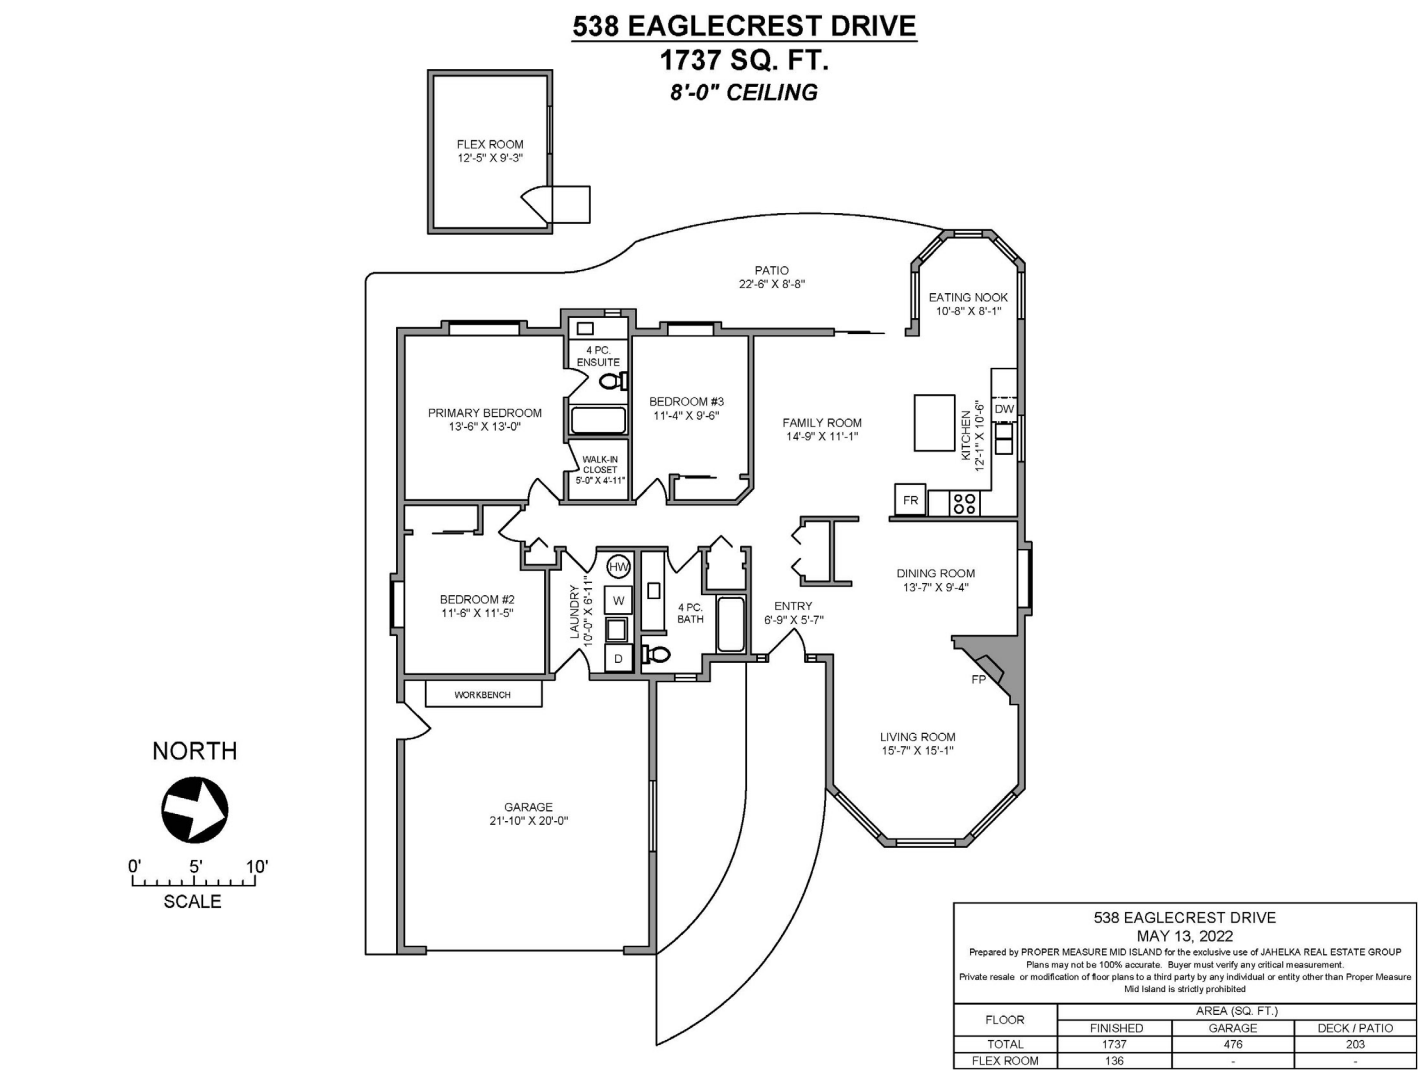 538 EAGLECREST DRIVE
1737 SQ. FT.
8'-0" CEILING
FLEX ROOM
12'-5" X 9'-3"
PATIO
22'-6" X 8'-8"
EATING NOOK
10'-8" X 8'-1"
4 PC.
ENSUITE
PRIMARY BEDROOM
13'-6" X 13'-0"
BEDROOM #3
11'-4" X 9'-6"
FAMILY ROOM
14'-9" X 11'-1"
KITCHEN
12'-1" X 10'-6"
DW
FR
WALK-IN
CLOSET
5'-0" X 4'-11"
BEDROOM #2
11'-6" X 11'-5"
LAUNDRY
10'-0" X 6'-11"
HW
W
D
4 PC.
BATH
ENTRY
6'-9" X 5'-7"
DINING ROOM
13'-7" X 9'-4"
FP
WORKBENCH
LIVING ROOM
15'-7" X 15'-1"
GARAGE
21'-10" X 20'-0"
NORTH
0' 5' 10'
SCALE
538 EAGLECREST DRIVE
MAY 13, 2022
Prepared by PROPER MEASURE MID ISLAND for the exclusive use of JAHELKA REAL ESTATE GROUP
Plans may not be 100% accurate. Buyer must verify any critical measurement.
Private resale or modification of floor plans to a third party by any individual or entity other than Proper Measure
Mid Island is strictly prohibited
FLOOR AREA (SQ. FT.)
FINISHED GARAGE DECK / PATIO
TOTAL 1737 476 203
FLEX ROOM 136 - -